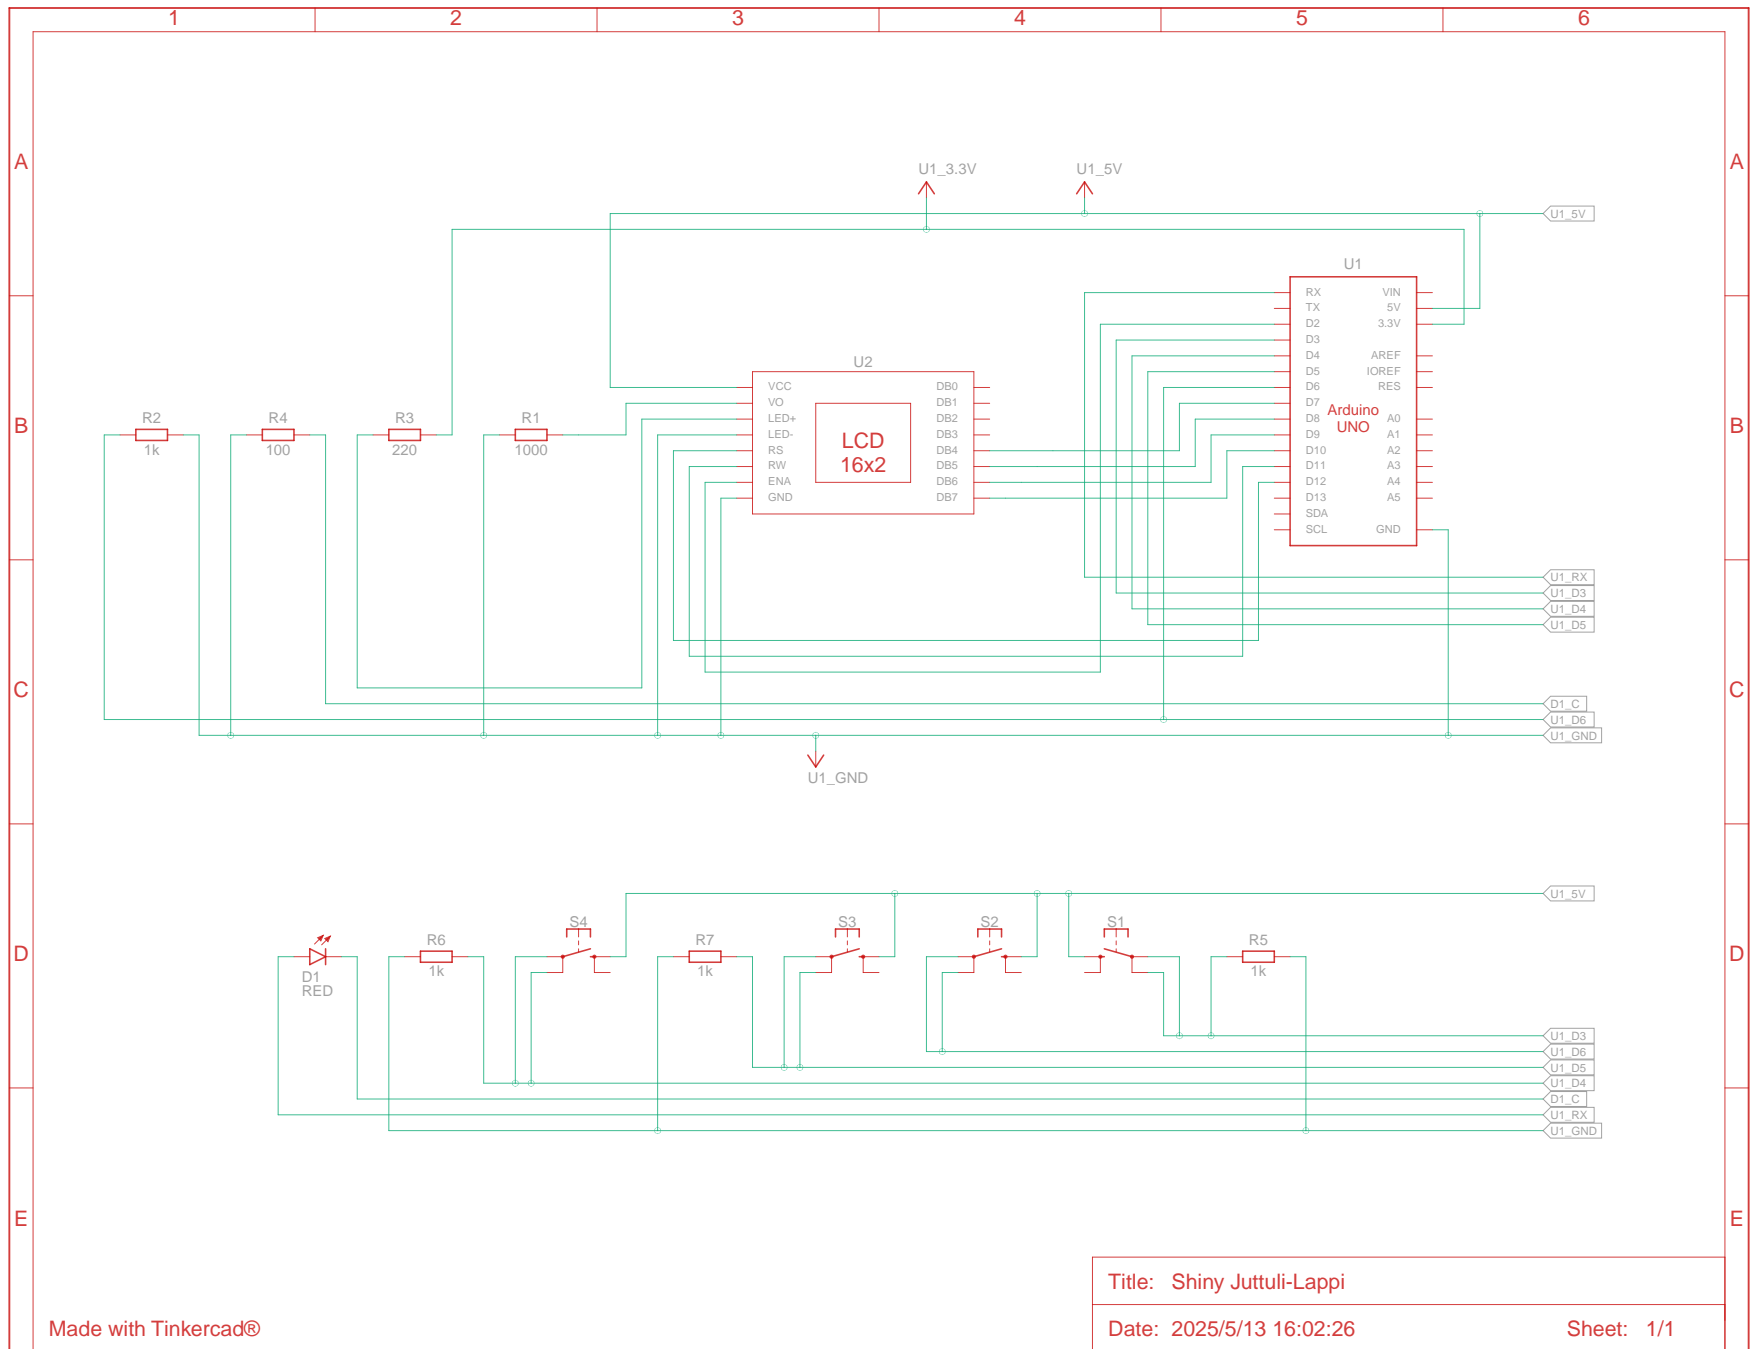 1 2 3 4 5 6
A A
U1_3.3V U1_5V
U1_5V
U1
RX VIN
TX 5V
D2 3.3V
D3
D4 AREF
D5 IOREF
D6 RES
D7
D8 A0
D9 A1
D10 A2
D11 A3
D12 A4
D13 A5
SDA
SCL GND
Arduino
UNO
U2
VCC DB0
VO DB1
LED+ DB2
LED- DB3
RS DB4
RW DB5
ENA DB6
GND DB7
LCD
16x2
B B
R2 R4 R3 R1
1k 100 220 1000
U1_RX
U1_D3
U1_D4
U1_D5
C C
D1_C
U1_D6
U1_GND
U1_GND
U1_5V
D D
S4 S3 S2 S1
R6 R7 R5
1k 1k 1k
D1
RED
U1_D3
U1_D6
U1_D5
U1_D4
D1_C
U1_RX
U1_GND
E E
Title: Shiny Juttuli-Lappi
Made with Tinkercad®
Date: 2025/5/13 16:02:26 Sheet: 1/1